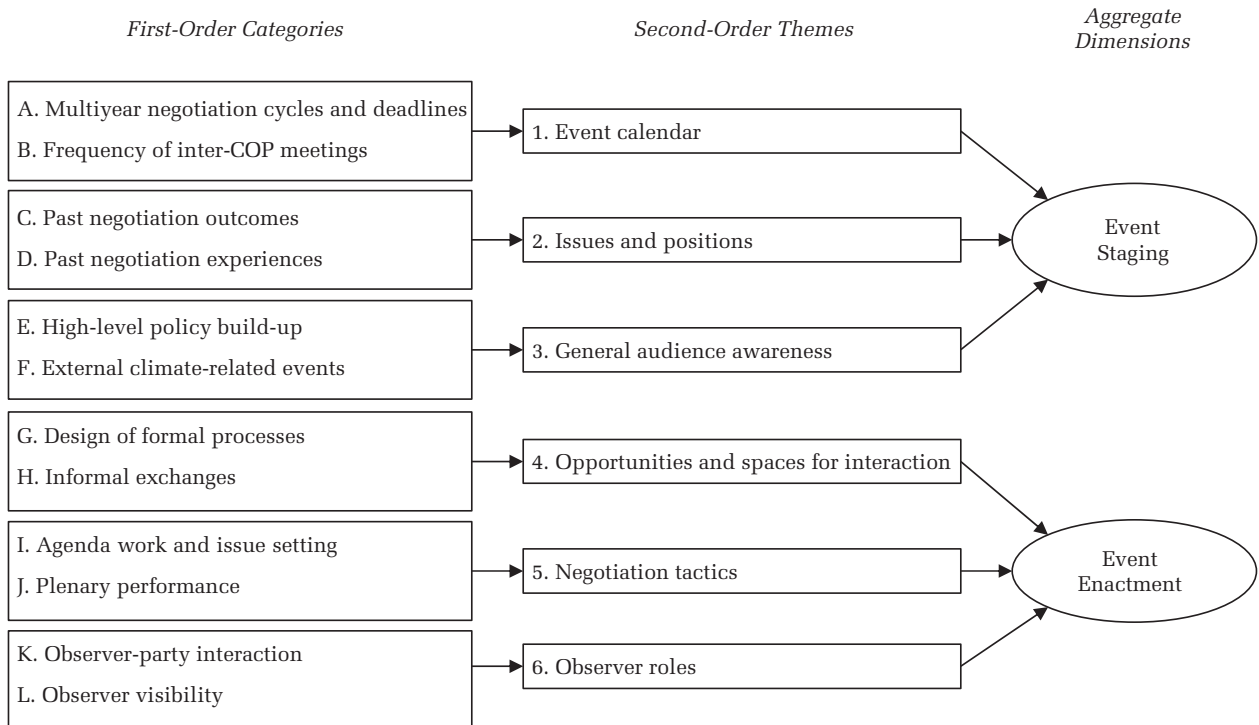 First-Order Categories
Second-Order Themes
Aggregate
Dimensions
A. Multiyear negotiation cycles and deadlines
B. Frequency of inter-COP meetings
1. Event calendar
C. Past negotiation outcomes
D. Past negotiation experiences
2. Issues and positions
Event
Staging
E. High-level policy build-up
F. External climate-related events
3. General audience awareness
G. Design of formal processes
H. Informal exchanges
4. Opportunities and spaces for interaction
I. Agenda work and issue setting
J. Plenary performance
5. Negotiation tactics
Event
Enactment
K. Observer-party interaction
L. Observer visibility
6. Observer roles